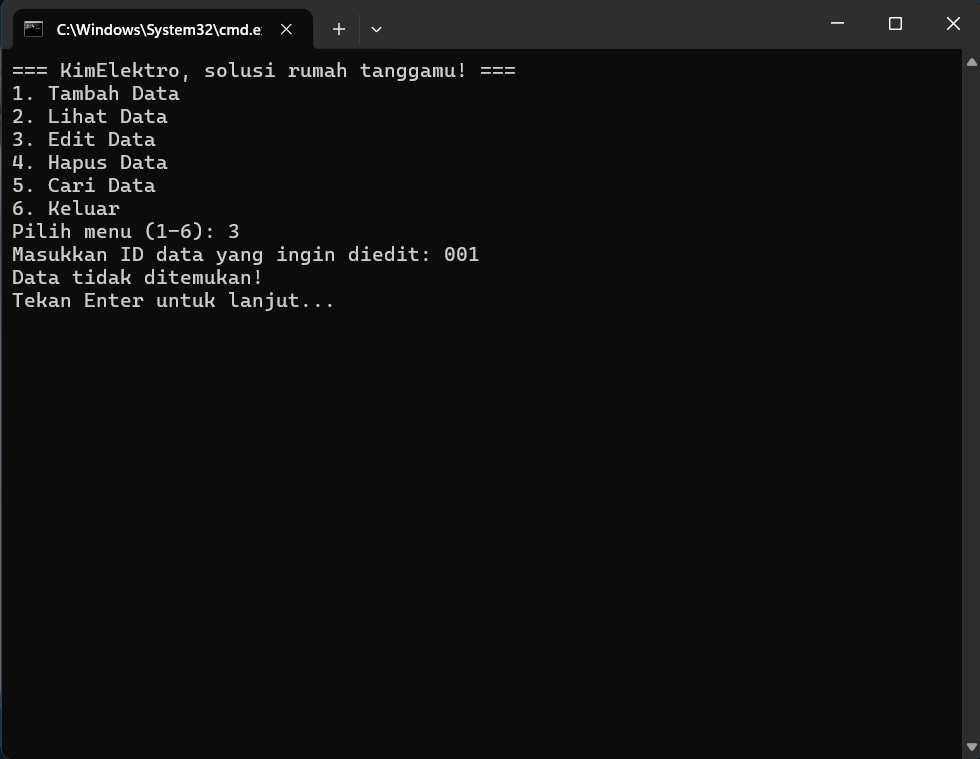 C:\Windows\System32\cmd.e
=== KimElektro, solusi rumah tanggamu! ===
1. Tambah Data
2. Lihat Data
3. Edit Data
4. Hapus Data
5. Cari Data
6. Keluar
Pilih menu (1-6): 3
Masukkan ID data yang ingin diedit: 001
Data tidak ditemukan!
Tekan Enter untuk lanjut...